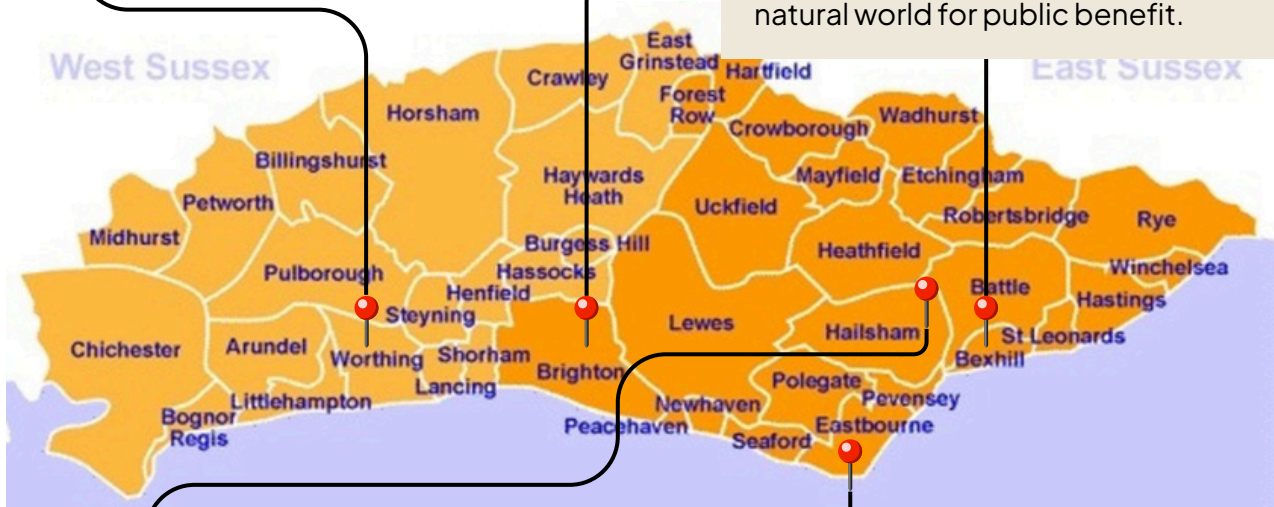 natural world for public benefit.
West Sussex
East Sussex
East
Grinstead
Hartfield
Crawley
Forest
Row
Horsham
Crowborough
Wadhurst
Billingshurst
Haywards
Heath
Mayfield
Etchingham
Petworth
Uckfield
Robertsbridge
Rye
Midhurst
Burgess Hill
Heathfield
Pulborough
Hassocks
Winchelsea
Henfield
Battle
Hastings
Steyning
Lewes
Hailsham
St Leonards
Chichester
Arundel
Worthing
Shorham
Bexhill
Brighton
Lancing
Polegate
Littlehampton
Newhaven
Pevensey
Bognor
Regis
Peacehaven
Seaford
Eastbourne